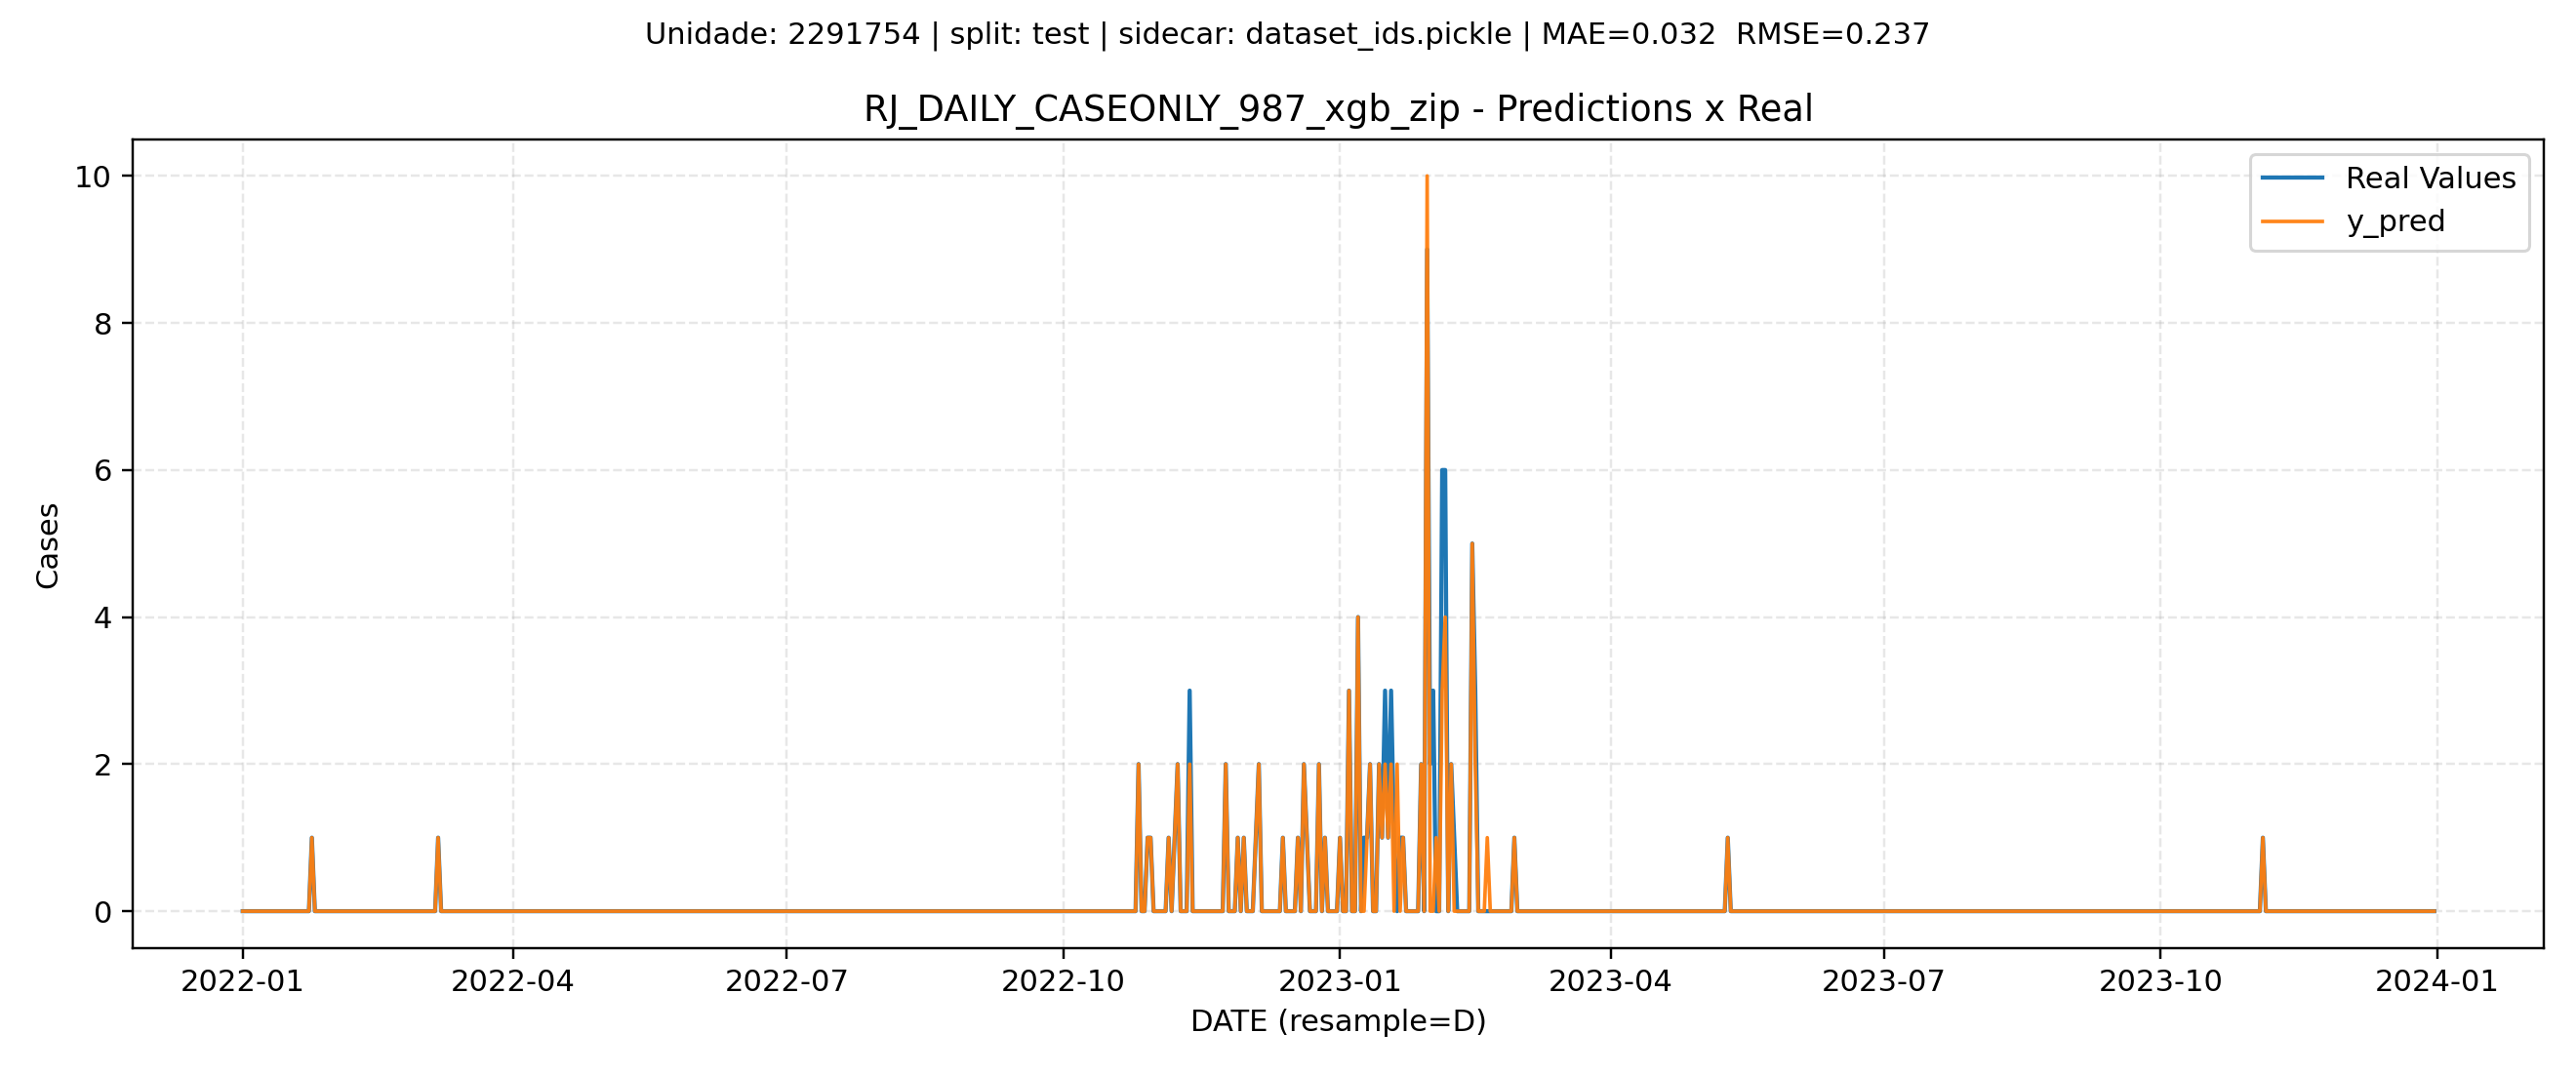 Unidade: 2291754 | split: test | sidecar: dataset_ids.pickle | MAE=0.032  RMSE=0.237
RJ_DAILY_CASEONLY_987_xgb_zip - Predictions x Real
Real Values
y_pred
10
8
6
4
2
0
Cases
2022-01
2022-04
2022-07
2022-10
2023-01
2023-04
2023-07
2023-10
2024-01
DATE (resample=D)